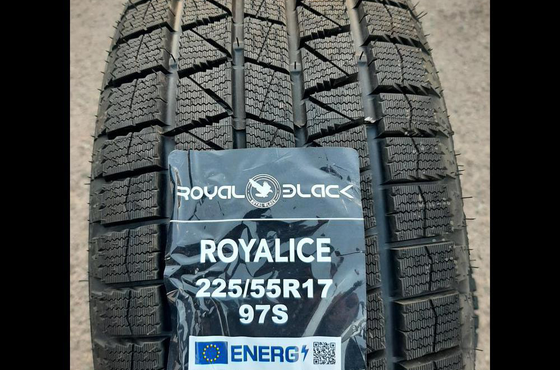 ROYAL BLACK
ROYALICE
225/55R17
97S
ENERG